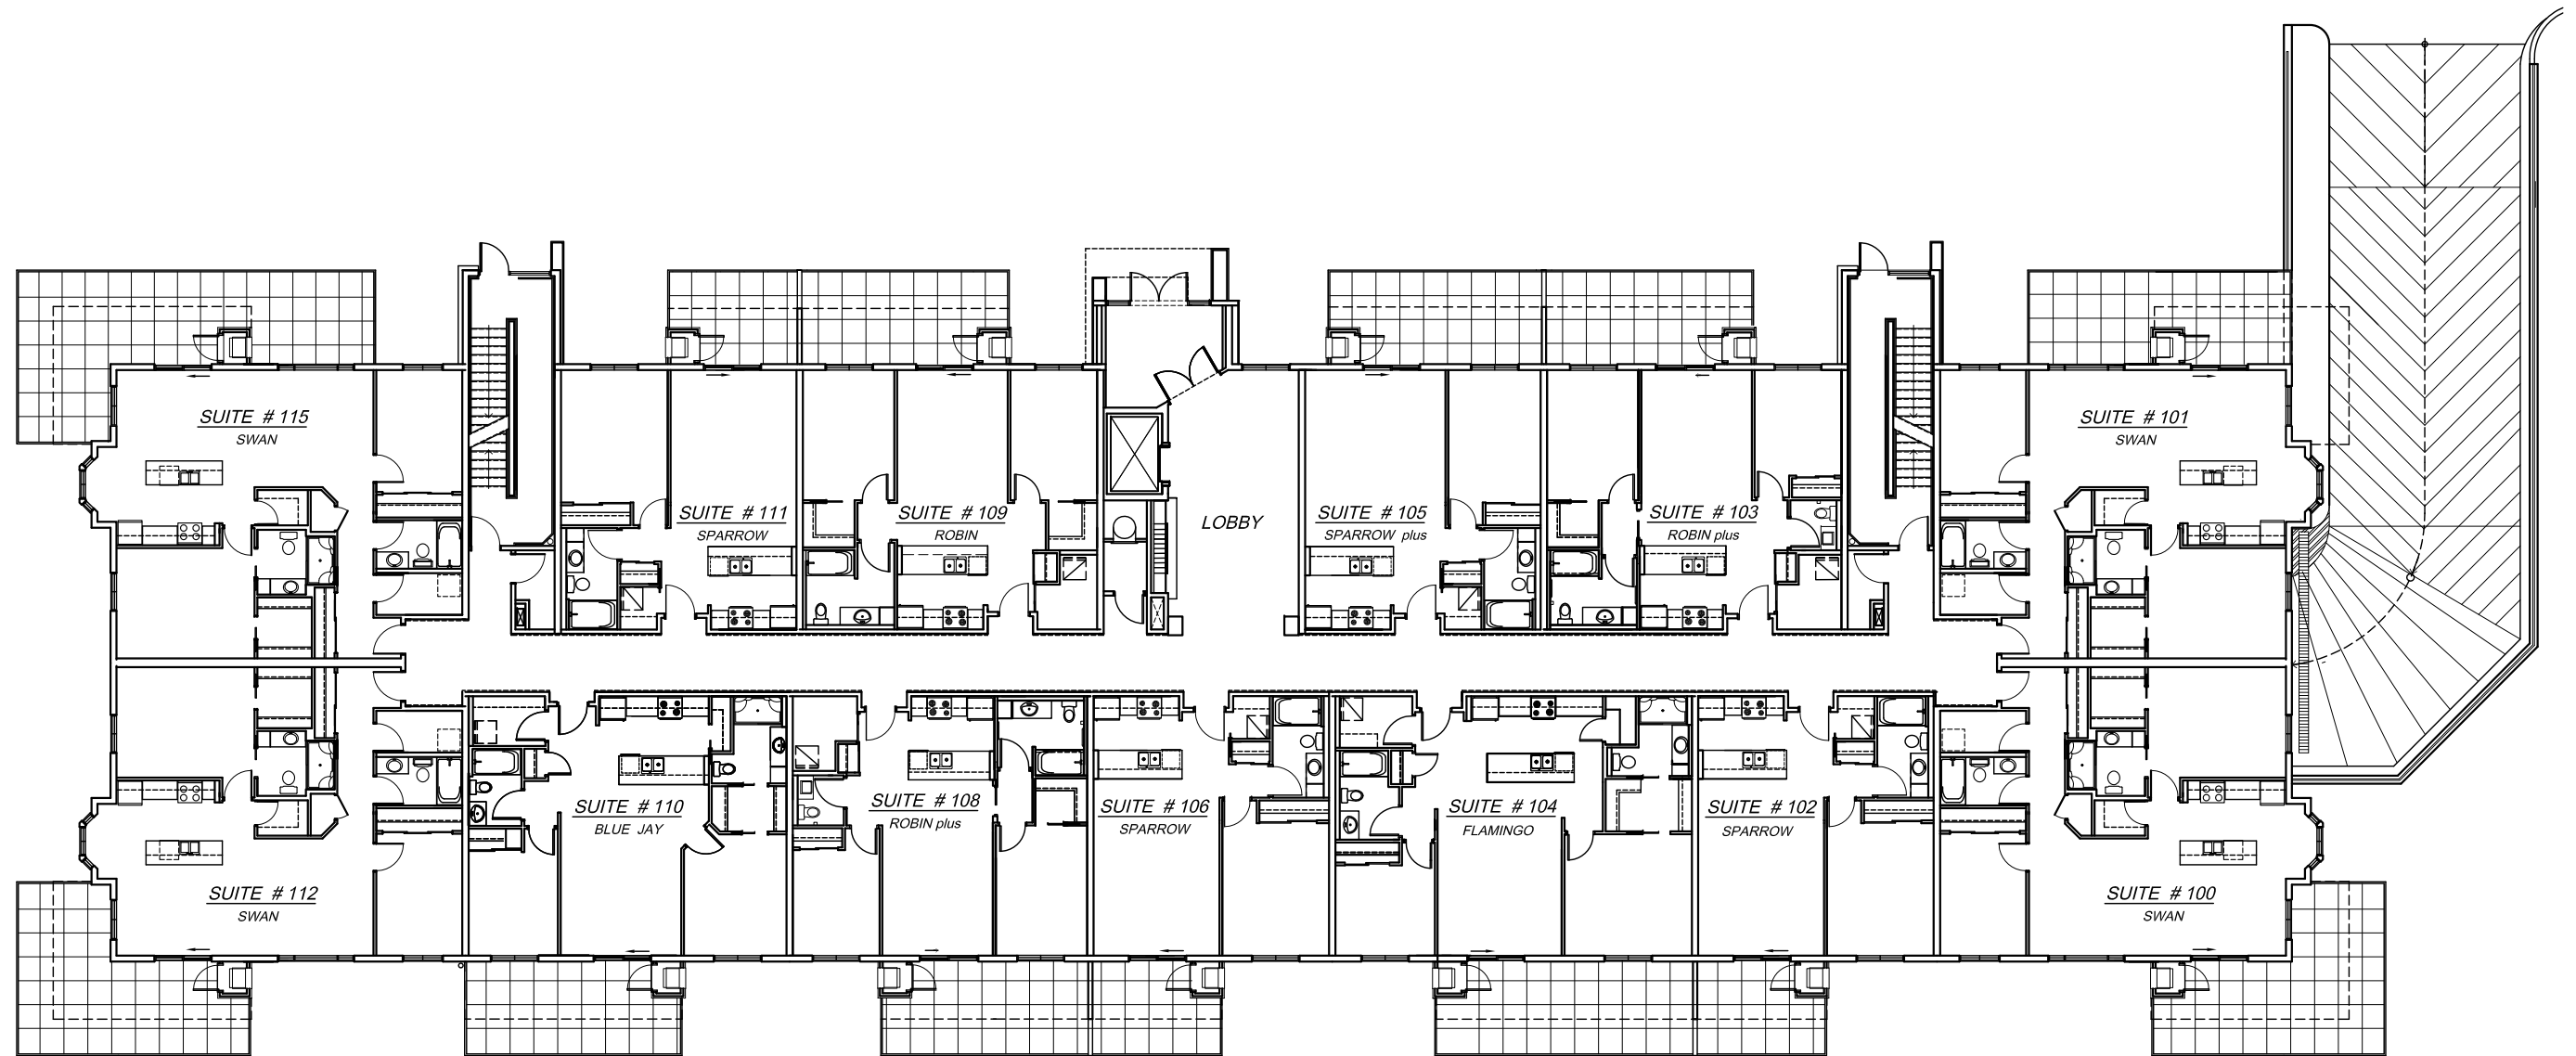 SUITE # 115
SWAN
SUITE # 101
SWAN
SUITE # 111
SPARROW
SUITE # 109
ROBIN
LOBBY
SUITE # 105
SPARROW plus
SUITE # 103
ROBIN plus
SUITE # 110
BLUE JAY
SUITE # 108
ROBIN plus
SUITE # 106
SPARROW
SUITE # 104
FLAMINGO
SUITE # 102
SPARROW
SUITE # 112
SWAN
SUITE # 100
SWAN